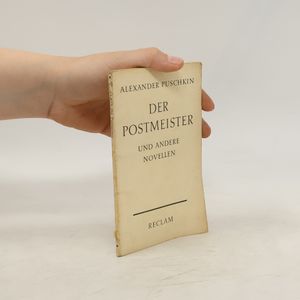 ALEXANDER PUSCHKIN
DER
POSTMEISTER
UND ANDERE
NOVELLEN
RECLAM